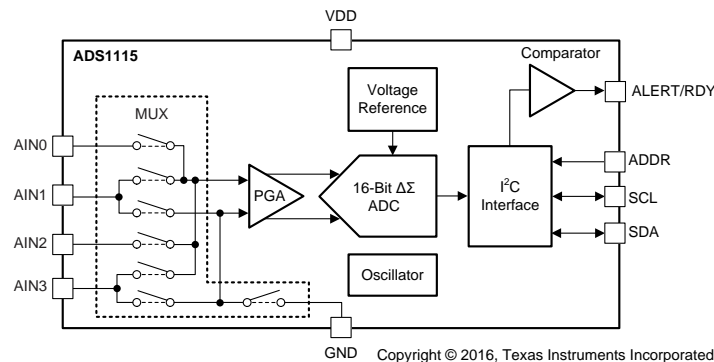 VDD
ADS1115
Comparator
Voltage
Reference
ALERT/RDY
MUX
AIN0
ADDR
AIN1
PGA
16-Bit ΔΣ
ADC
I²C
Interface
SCL
AIN2
SDA
AIN3
Oscillator
GND
Copyright © 2016, Texas Instruments Incorporated